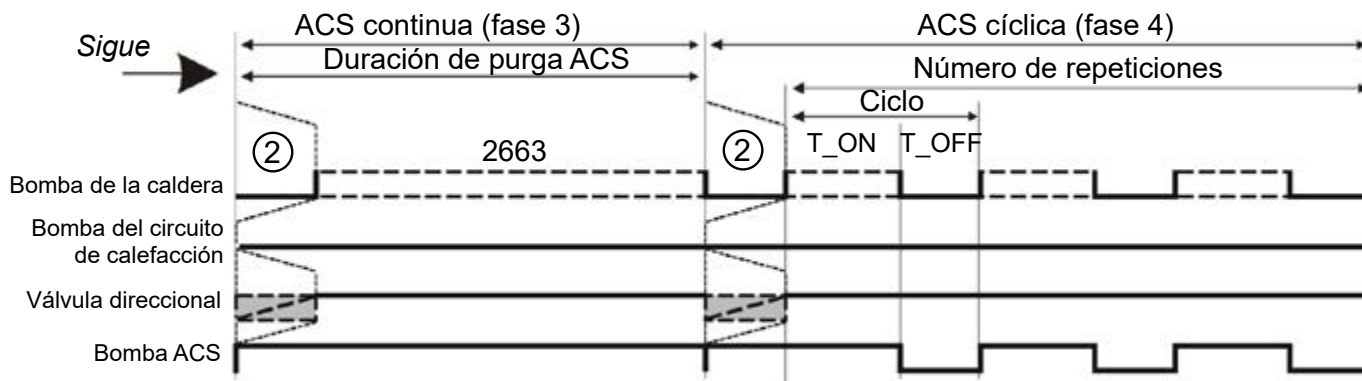 ACS continua (fase 3)
ACS cíclica (fase 4)
Sigue
Duración de purga ACS
Número de repeticiones
Ciclo
2
2663
2
T_ON
T_OFF
Bomba de la caldera
Bomba del circuito
de calefacción
Válvula direccional
Bomba ACS